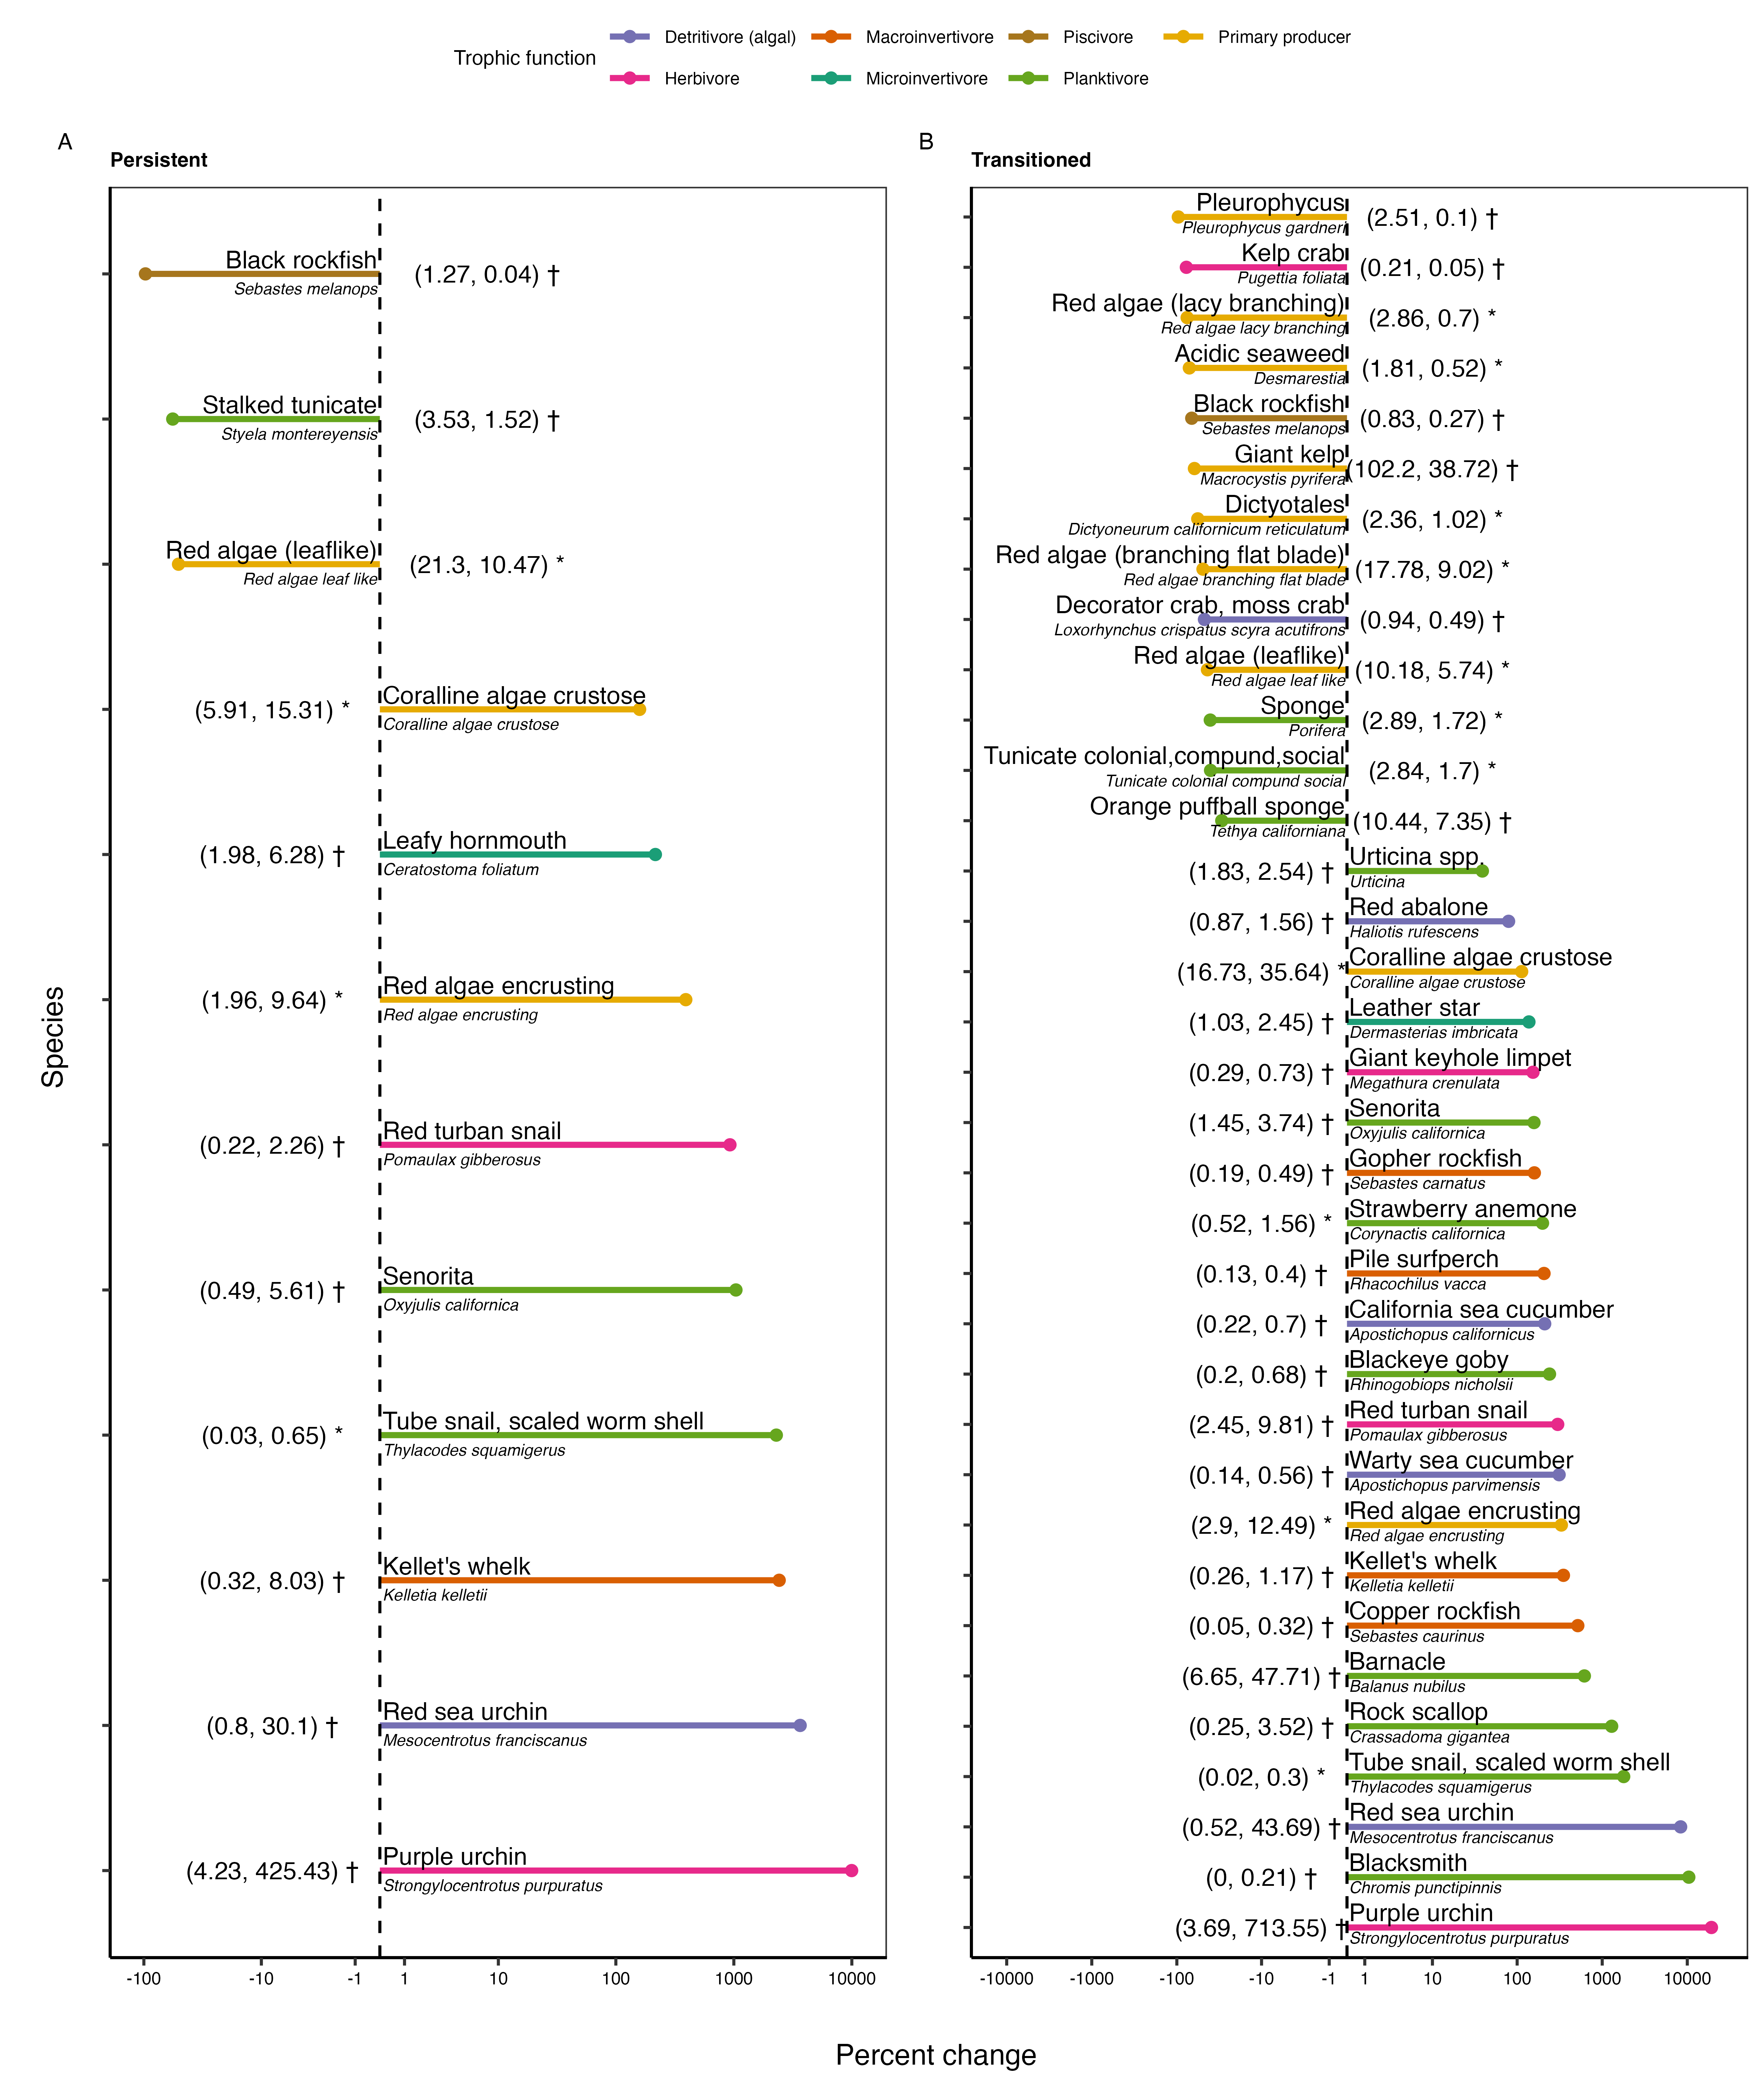 Trophic function
Detritivore (algal) Macroinvertivore Piscivore Primary producer
Herbivore Microinvertivore Planktivore
A
Persistent
Species
Black rockfish (1.27, 0.04) †
Sebastes melanops
Stalked tunicate (3.53, 1.52) †
Styela montereyensis
Red algae (leaflike) (21.3, 10.47) *
Red algae leaf like
(5.91, 15.31) * Coralline algae crustose
Coralline algae crustose
(1.98, 6.28) † Leafy hornmouth
Ceratostoma foliatum
(1.96, 9.64) * Red algae encrusting
Red algae encrusting
(0.22, 2.26) † Red turban snail
Pomaulax gibberosus
(0.49, 5.61) † Senorita
Oxyjulis californica
(0.03, 0.65) * Tube snail, scaled worm shell
Thylacodes squamigerus
(0.32, 8.03) † Kellet's whelk
Kelletia kelletii
(0.8, 30.1) † Red sea urchin
Mesocentrotus franciscanus
(4.23, 425.43) † Purple urchin
Strongylocentrotus purpuratus
-100 -10 -1 1 10 100 1000 10000
B
Transitioned
Pleurophycus (2.51, 0.1) †
Pleurophycus gardneri
Kelp crab (0.21, 0.05) †
Pugettia foliata
Red algae (lacy branching) (2.86, 0.7) *
Red algae lacy branching
Acidic seaweed (1.81, 0.52) *
Desmarestia
Black rockfish (0.83, 0.27) †
Sebastes melanops
Giant kelp (102.2, 38.72) †
Macrocystis pyrifera
Dictyotales (2.36, 1.02) *
Dictyoneurum californicum reticulatum
Red algae (branching flat blade) (17.78, 9.02) *
Red algae branching flat blade
Decorator crab, moss crab (0.94, 0.49) †
Loxorhynchus crispatus scyra acutifrons
Red algae (leaflike) (10.18, 5.74) *
Red algae leaf like
Sponge (2.89, 1.72) *
Porifera
Tunicate colonial,compund,social (2.84, 1.7) *
Tunicate colonial compund social
Orange puffball sponge (10.44, 7.35) †
Tethya californiana
(1.83, 2.54) † Urticina spp.
Urticina
(0.87, 1.56) † Red abalone
Haliotis rufescens
(16.73, 35.64) * Coralline algae crustose
Coralline algae crustose
(1.03, 2.45) † Leather star
Dermasterias imbricata
(0.29, 0.73) † Giant keyhole limpet
Megathura crenulata
(1.45, 3.74) † Senorita
Oxyjulis californica
(0.19, 0.49) † Gopher rockfish
Sebastes carnatus
(0.52, 1.56) * Strawberry anemone
Corynactis californica
(0.13, 0.4) † Pile surfperch
Rhacochilus vacca
(0.22, 0.7) † California sea cucumber
Apostichopus californicus
(0.2, 0.68) † Blackeye goby
Rhinogobiops nicholsii
(2.45, 9.81) † Red turban snail
Pomaulax gibberosus
(0.14, 0.56) † Warty sea cucumber
Apostichopus parvimensis
(2.9, 12.49) * Red algae encrusting
Red algae encrusting
(0.26, 1.17) † Kellet's whelk
Kelletia kelletii
(0.05, 0.32) † Copper rockfish
Sebastes caurinus
(6.65, 47.71) † Barnacle
Balanus nubilus
(0.25, 3.52) † Rock scallop
Crassadoma gigantea
(0.02, 0.3) * Tube snail, scaled worm shell
Thylacodes squamigerus
(0.52, 43.69) † Red sea urchin
Mesocentrotus franciscanus
(0, 0.21) † Blacksmith
Chromis punctipinnis
(3.69, 713.55) † Purple urchin
Strongylocentrotus purpuratus
-10000 -1000 -100 -10 -1 1 10 100 1000 10000
Percent change